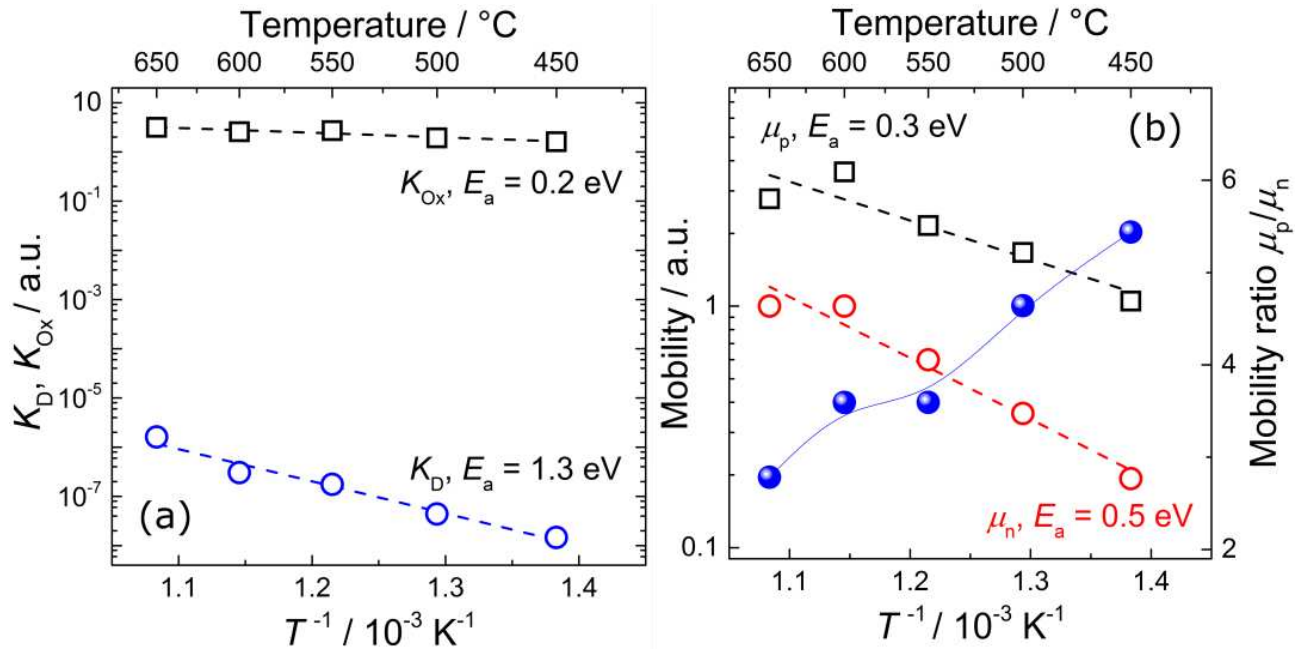 Temperature / °C
650 600 550 500 450
10
10⁻¹
10⁻³
10⁻⁵
10⁻⁷
K_D, K_Ox / a.u.
K_Ox, E_a = 0.2 eV
K_D, E_a = 1.3 eV
(a)
1.1 1.2 1.3 1.4
T⁻¹ / 10⁻³ K⁻¹
Temperature / °C
650 600 550 500 450
1
0.1
Mobility / a.u.
μ_p, E_a = 0.3 eV
(b)
μ_n, E_a = 0.5 eV
6
4
2
Mobility ratio μ_p/μ_n
1.1 1.2 1.3 1.4
T⁻¹ / 10⁻³ K⁻¹